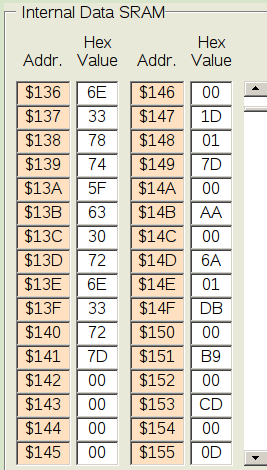 Internal Data SRAM
Hex Hex
Addr. Value Addr. Value
$136 6E $146 00
$137 33 $147 1D
$138 78 $148 01
$139 74 $149 7D
$13A 5F $14A 00
$13B 63 $14B AA
$13C 30 $14C 00
$13D 72 $14D 6A
$13E 6E $14E 01
$13F 33 $14F DB
$140 72 $150 00
$141 7D $151 B9
$142 00 $152 00
$143 00 $153 CD
$144 00 $154 00
$145 00 $155 0D